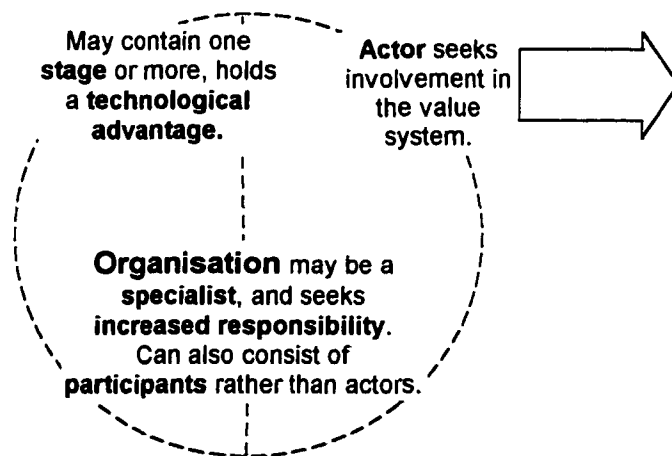 May contain one
stage or more, holds
a technological
advantage.
Actor seeks
involvement in
the value
system.
Organisation may be a
specialist, and seeks
increased responsibility.
Can also consist of
participants rather than actors.